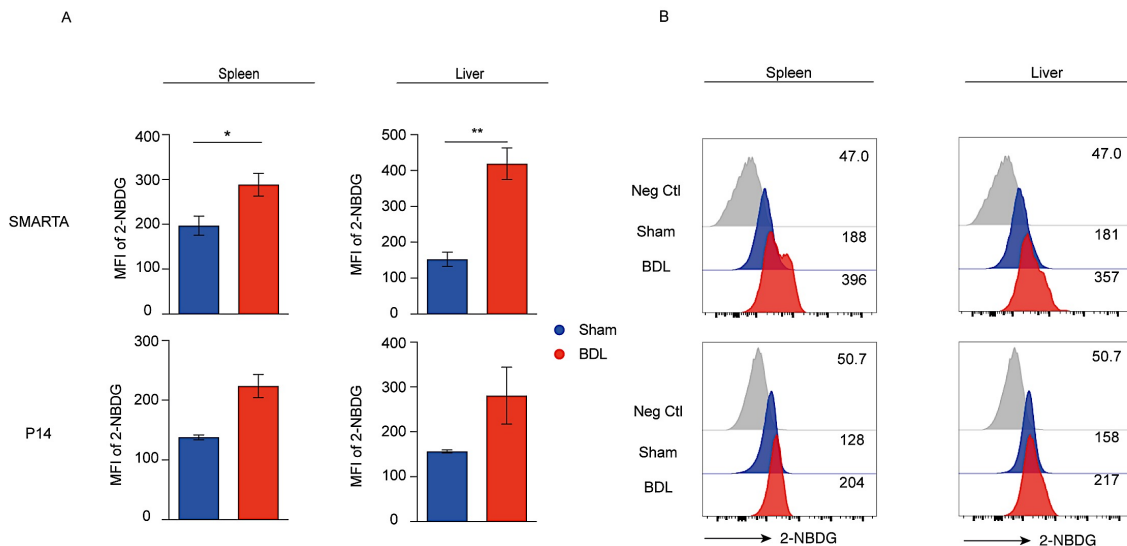 A
B
Spleen
Liver
Spleen
Liver
SMARTA
MFI of 2-NBDG
400
300
200
100
0
*
MFI of 2-NBDG
500
400
300
200
100
0
**
Neg Ctl
Sham
BDL
47.0
188
396
47.0
181
357
Sham
BDL
P14
MFI of 2-NBDG
300
200
100
0
MFI of 2-NBDG
400
300
200
100
0
Neg Ctl
Sham
BDL
50.7
128
204
50.7
158
217
2-NBDG
2-NBDG